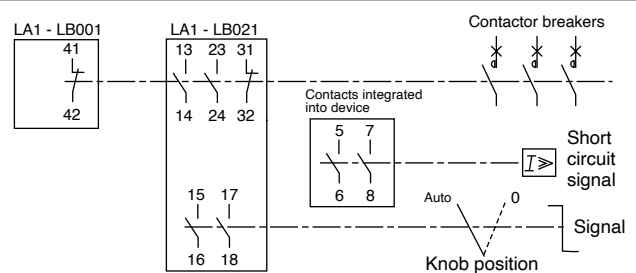 Contactor breakers
LA1 - LB001
LA1 - LB021
41
13 23 31
42
14 24 32
Contacts integrated
into device
5 7
6 8
I >>
Short
circuit
signal
15 17
16 18
Auto
0
Signal
Knob position